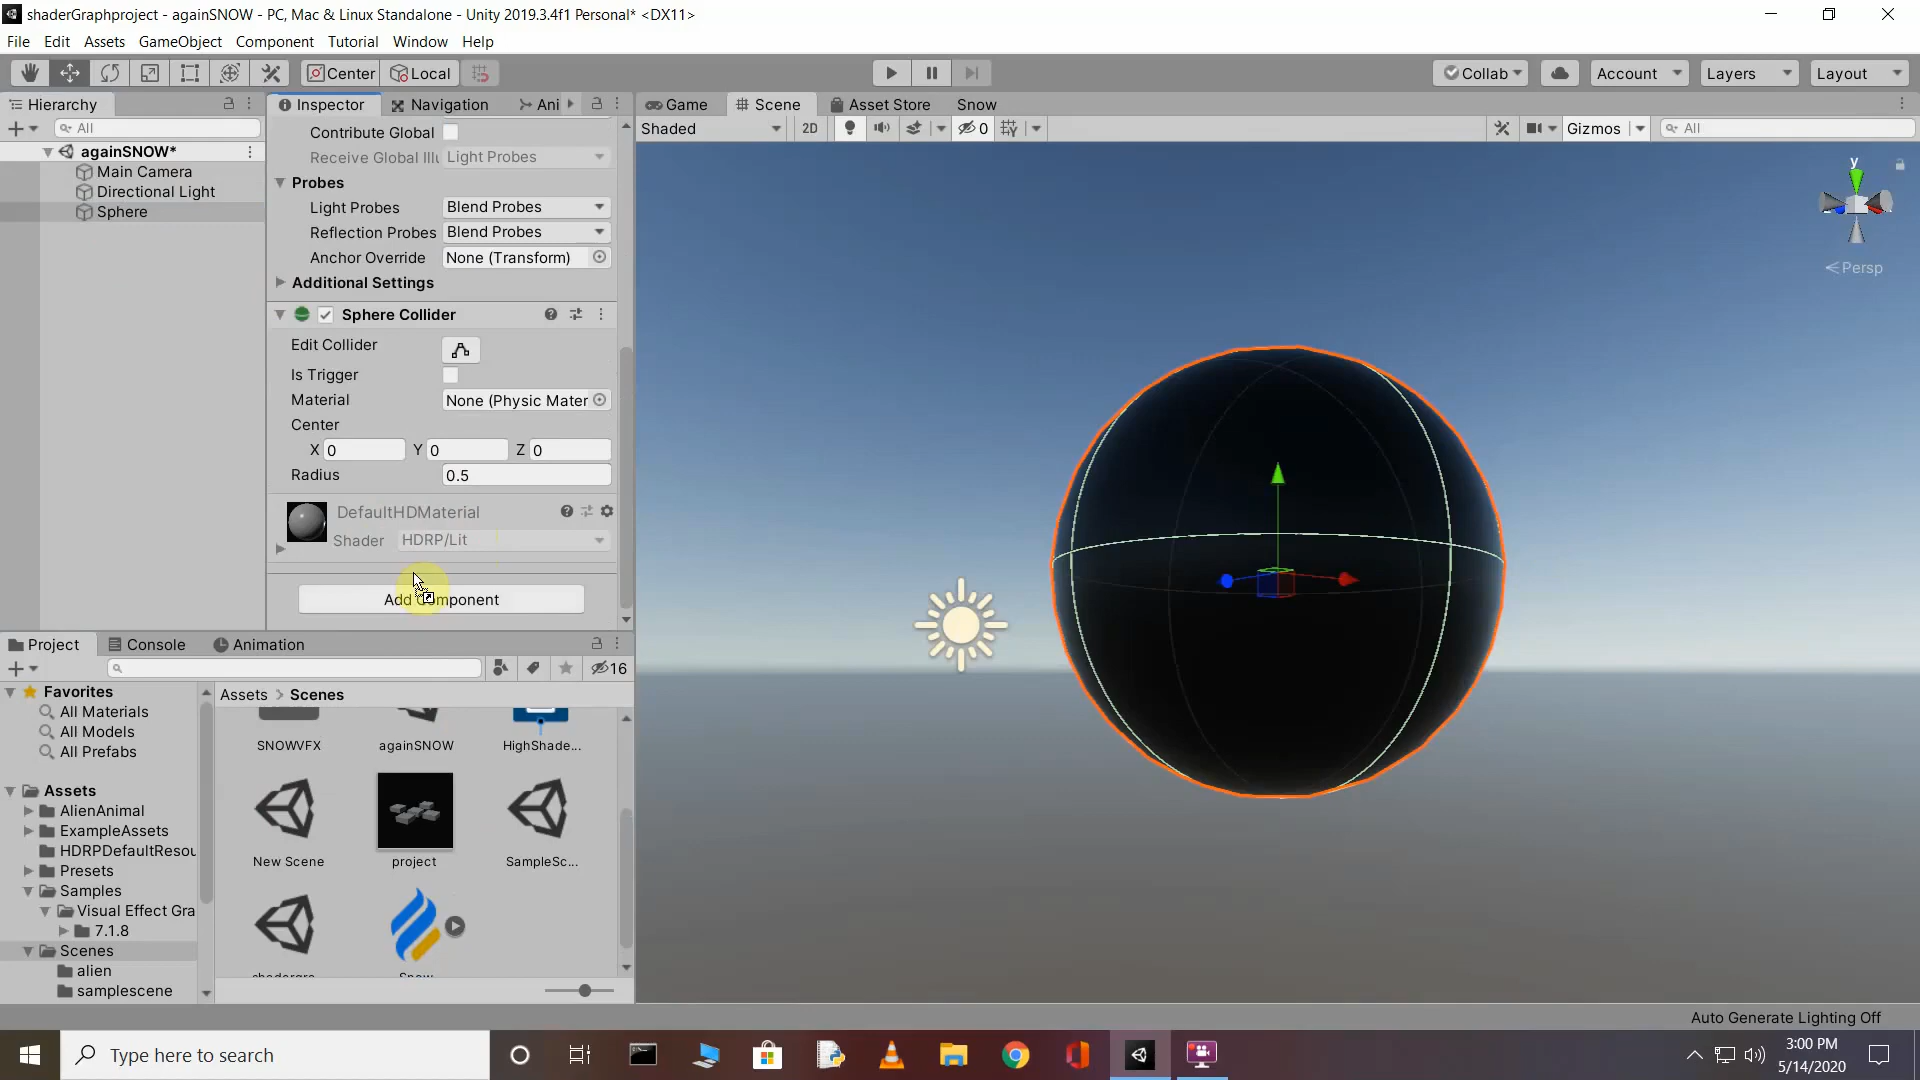 shaderGraphproject - againSNOW - PC, Mac & Linux Standalone - Unity 2019.3.4f1 Personal* <DX11>
File Edit Assets GameObject Component Tutorial Window Help
Center Local Collab Account Layers Layout
Hierarchy
All
againSNOW*
Main Camera
Directional Light
Sphere
Inspector Navigation Ani
Contribute Global
Receive Global Illu Light Probes
Probes
Light Probes Blend Probes
Reflection Probes Blend Probes
Anchor Override None (Transform)
Additional Settings
Sphere Collider
Edit Collider
Is Trigger
Material None (Physic Mater
Center
X 0 Y 0 Z 0
Radius 0.5
DefaultHDMaterial
Shader HDRP/Lit
Add Component
Game Scene Asset Store Snow
Shaded 2D 0 Gizmos All
y
Persp
Project Console Animation
16
Favorites
All Materials
All Models
All Prefabs
Assets
AlienAnimal
ExampleAssets
HDRPDefaultResou
Presets
Samples
Visual Effect Gra
7.1.8
Scenes
alien
samplescene
Assets > Scenes
SNOWVFX againSNOW HighShade...
New Scene project SampleSc...
Auto Generate Lighting Off
Type here to search
3:00 PM
5/14/2020